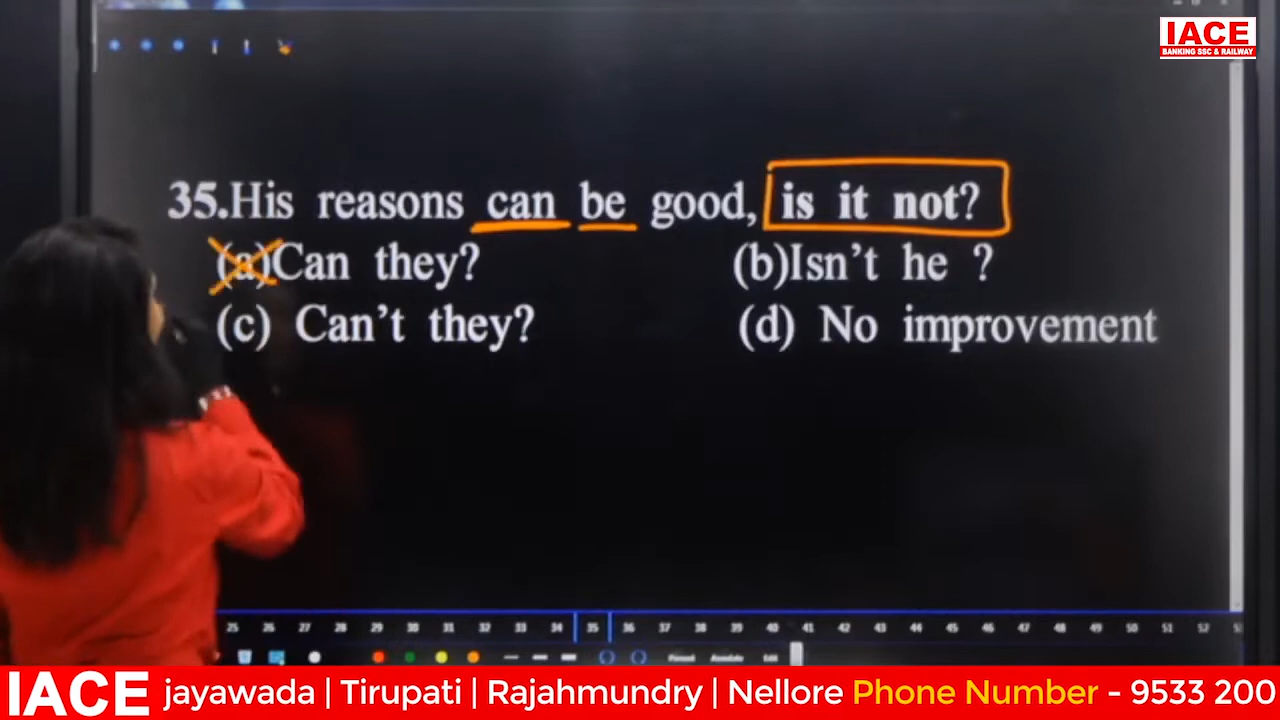 IACE
BANKING SSC & RAILWAY
35.His reasons can be good, is it not?
(a)Can they? (b)Isn't he ?
(c) Can't they? (d) No improvement
25 26 27 28 29 30 31 32 33 34 35 36 37 38 39 40 41 42 43 44 45 46 47 48 49 50 51 52
IACE jayawada | Tirupati | Rajahmundry | Nellore Phone Number - 9533 200